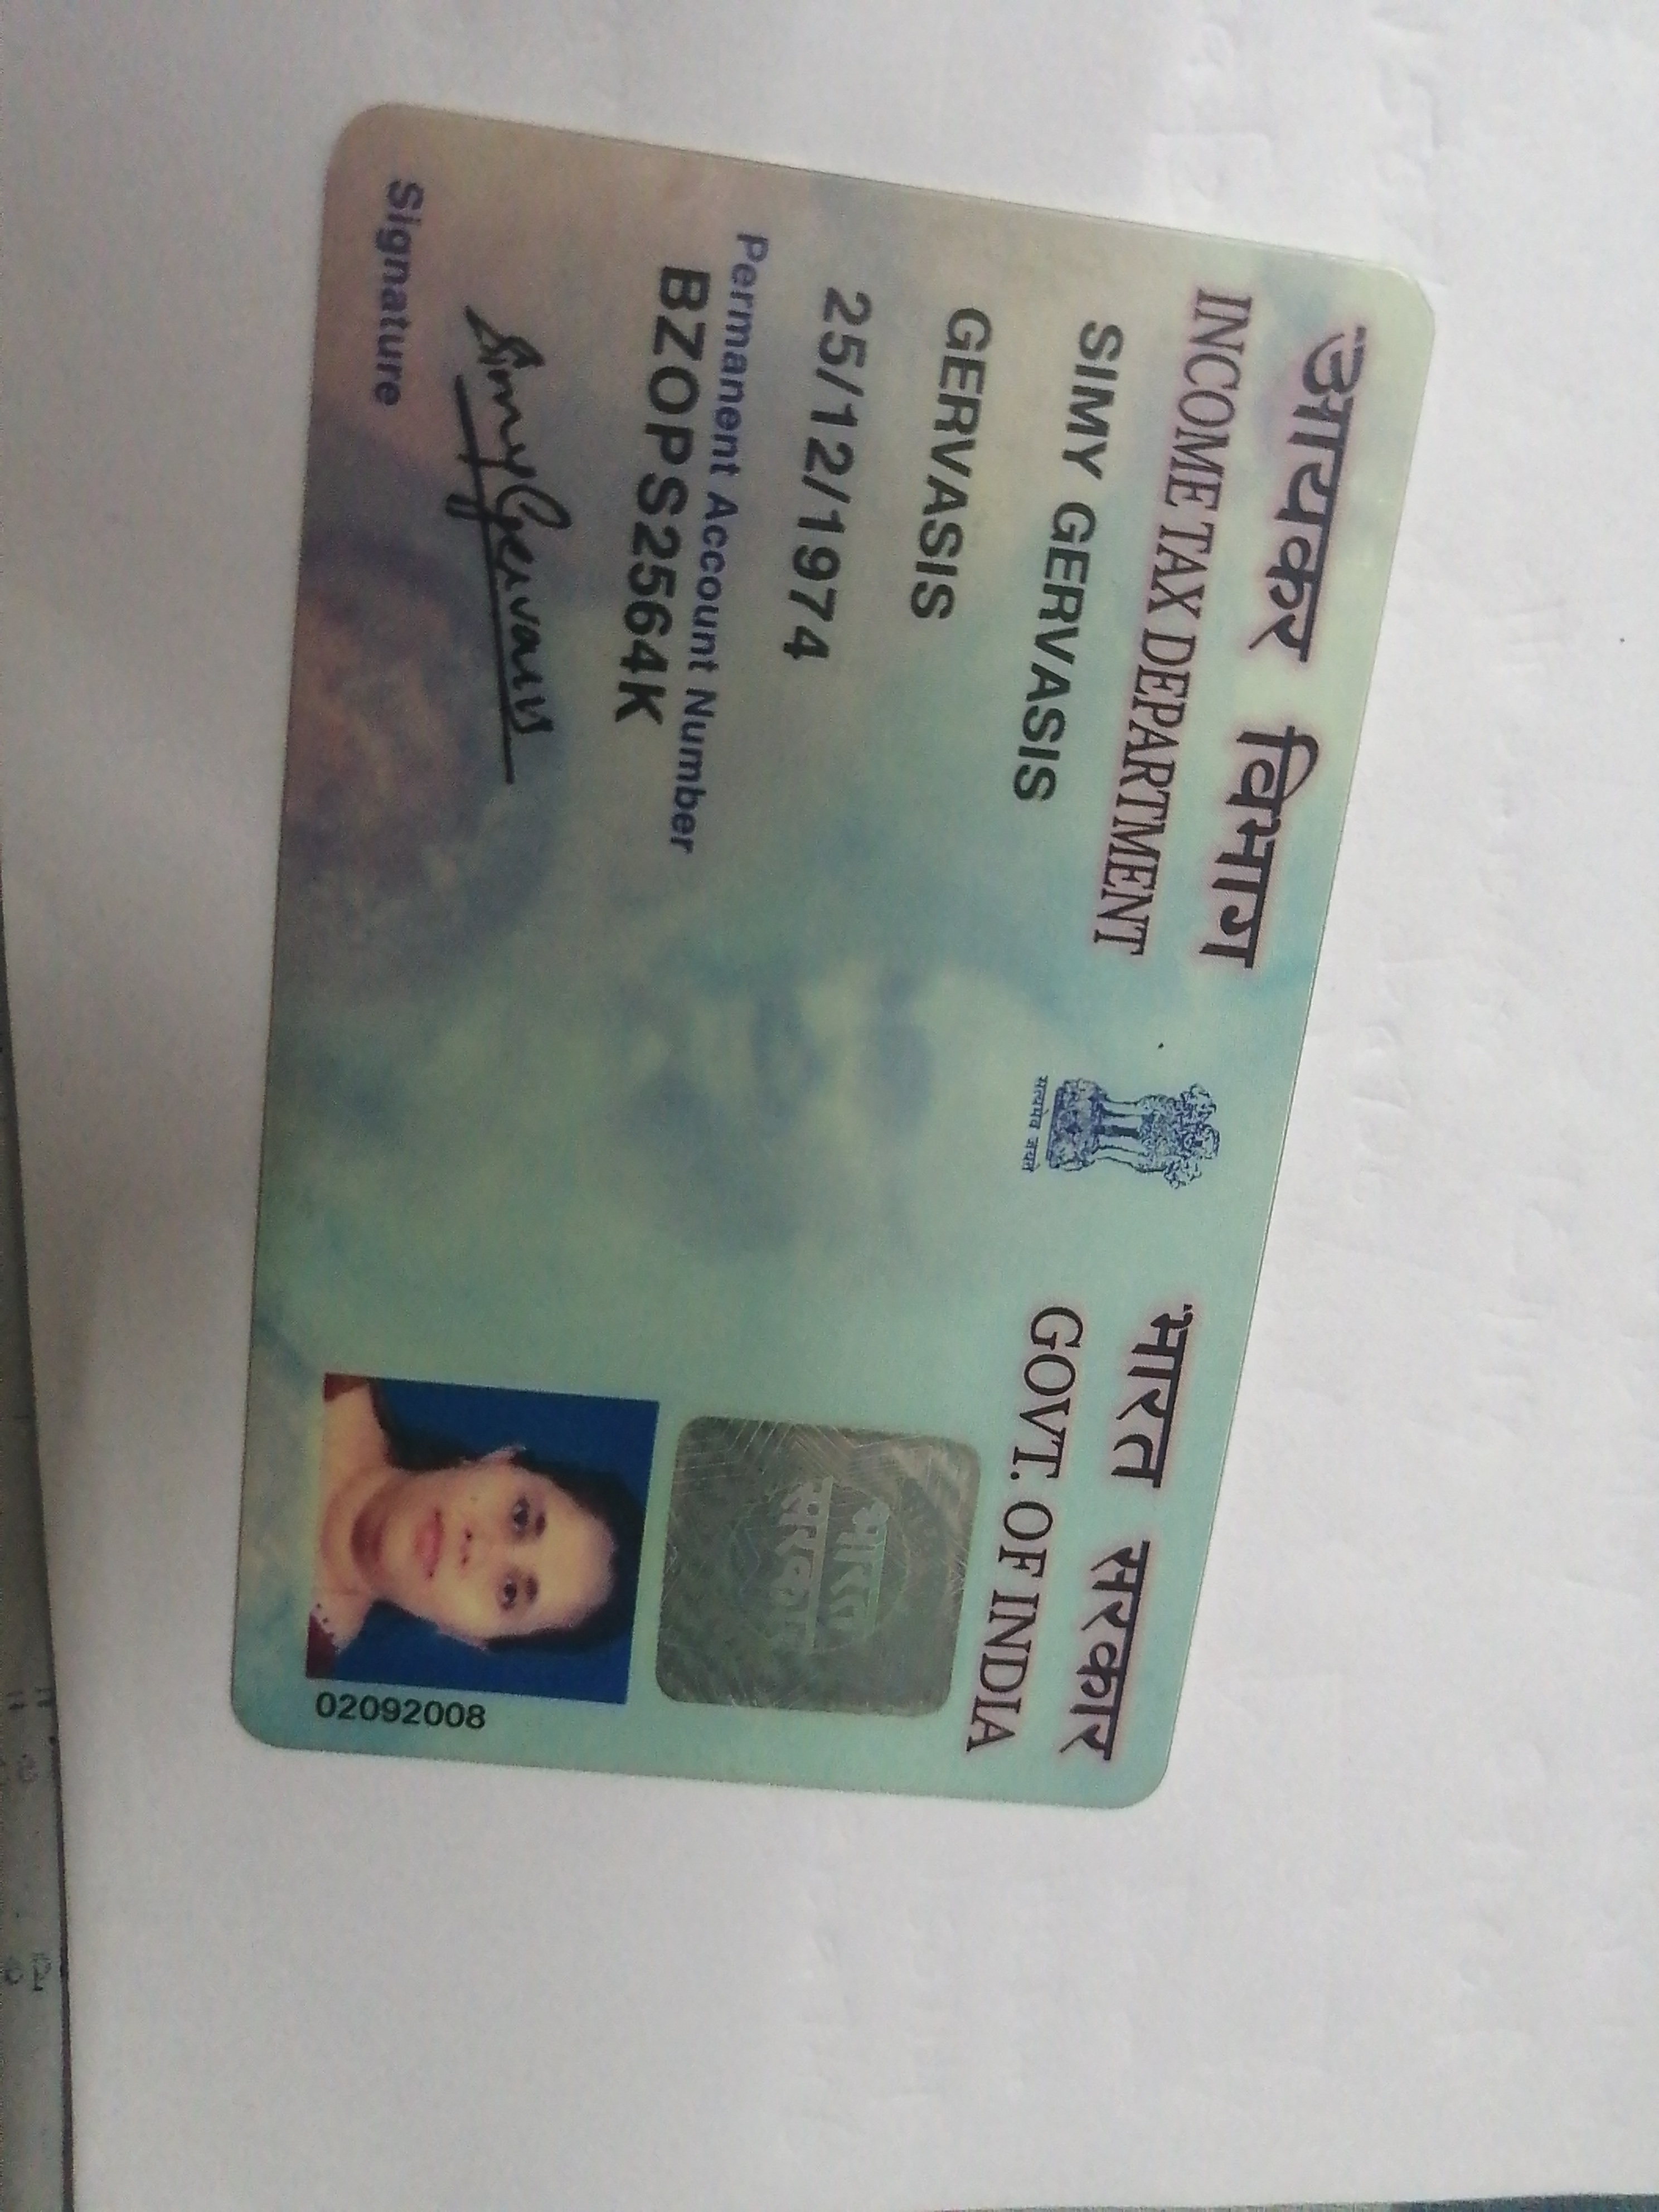 आयकर विभाग
INCOME TAX DEPARTMENT
भारत सरकार
GOVT. OF INDIA
सत्यमेव जयते
SIMY GERVASIS
GERVASIS
25/12/1974
Permanent Account Number
BZOPS2564K
Simy Gervasis
Signature
भारत
सरकार
02092008